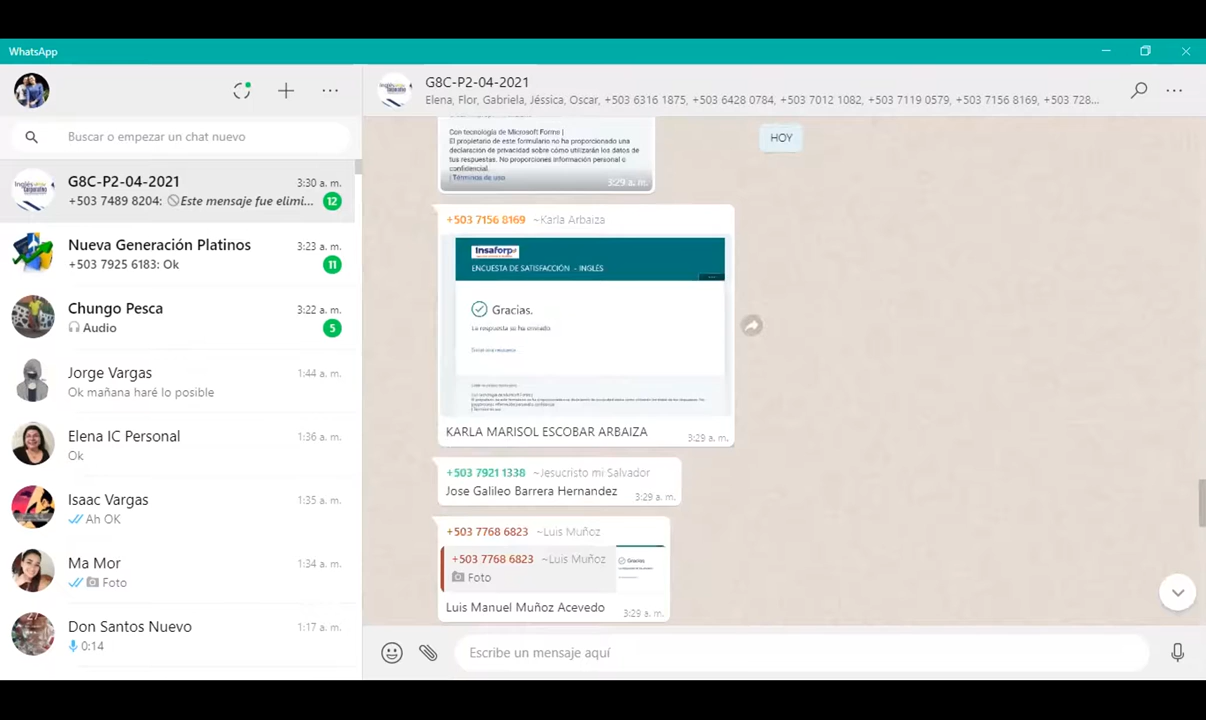 WhatsApp
Buscar o empezar un chat nuevo
G8C-P2-04-2021
3:30 a. m.
+503 7489 8204: Este mensaje fue elimi...
12
Nueva Generación Platinos
3:23 a. m.
+503 7925 6183: Ok
11
Chungo Pesca
3:22 a. m.
Audio
5
Jorge Vargas
1:44 a. m.
Ok mañana haré lo posible
Elena IC Personal
1:36 a. m.
Ok
Isaac Vargas
1:35 a. m.
Ah OK
Ma Mor
1:34 a. m.
Foto
Don Santos Nuevo
1:17 a. m.
0:14
G8C-P2-04-2021
Elena, Flor, Gabriela, Jéssica, Oscar, +503 6316 1875, +503 6428 0784, +503 7012 1082, +503 7119 0579, +503 7156 8169, +503 728...
HOY
Con tecnología de Microsoft Forms |
El propietario de este formulario no ha proporcionado una
declaración de privacidad sobre cómo utilizarán los datos de
tus respuestas. No proporciones información personal o
confidencial.
| Términos de uso
3:29 a. m.
+503 7156 8169 ~Karla Arbaiza
Insaforp
ENCUESTA DE SATISFACCIÓN - INGLÉS
Gracias.
La respuesta se ha enviado
KARLA MARISOL ESCOBAR ARBAIZA
3:29 a. m.
+503 7921 1338 ~Jesucristo mi Salvador
Jose Galileo Barrera Hernandez
3:29 a. m.
+503 7768 6823 ~Luis Muñoz
+503 7768 6823 ~Luis Muñoz
Foto
Gracias
Luis Manuel Muñoz Acevedo
3:29 a. m.
Escribe un mensaje aquí